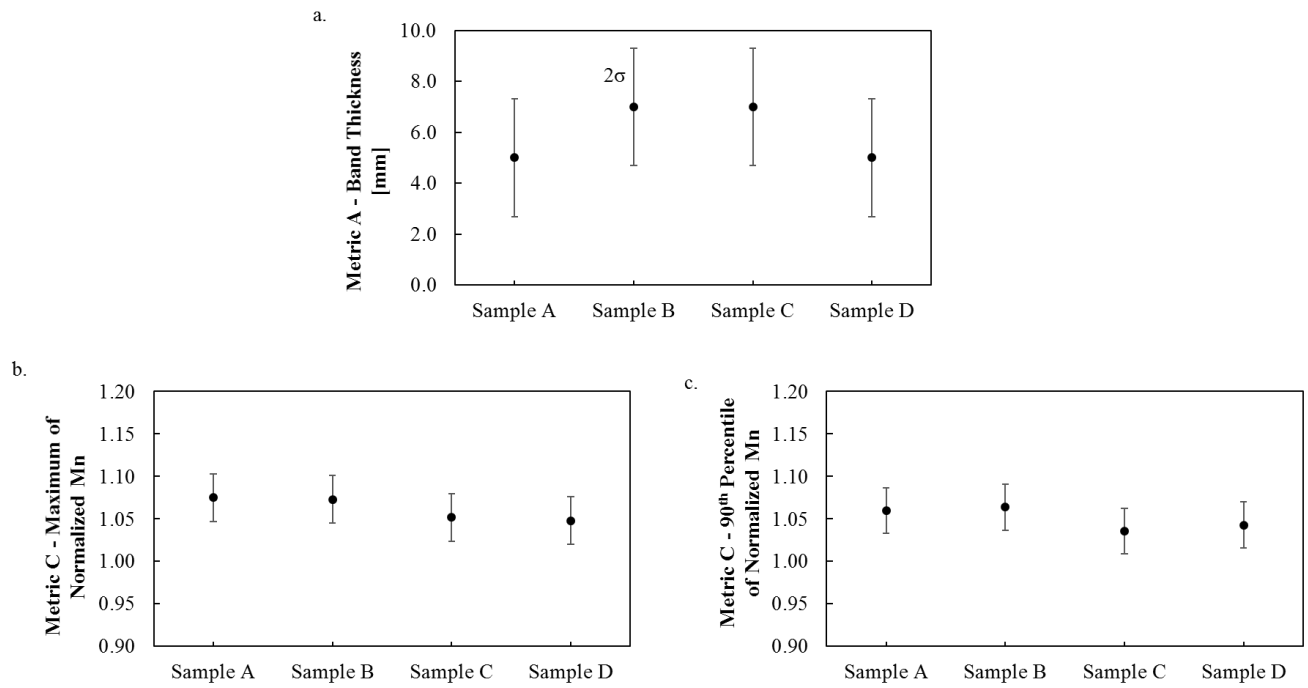 a.
Metric A - Band Thickness
[mm]
10.0
8.0
6.0
4.0
2.0
0.0
2σ
Sample A Sample B Sample C Sample D
b.
Metric C - Maximum of
Normalized Mn
1.20
1.15
1.10
1.05
1.00
0.95
0.90
Sample A Sample B Sample C Sample D
c.
Metric C - 90th Percentile
of Normalized Mn
1.20
1.15
1.10
1.05
1.00
0.95
0.90
Sample A Sample B Sample C Sample D